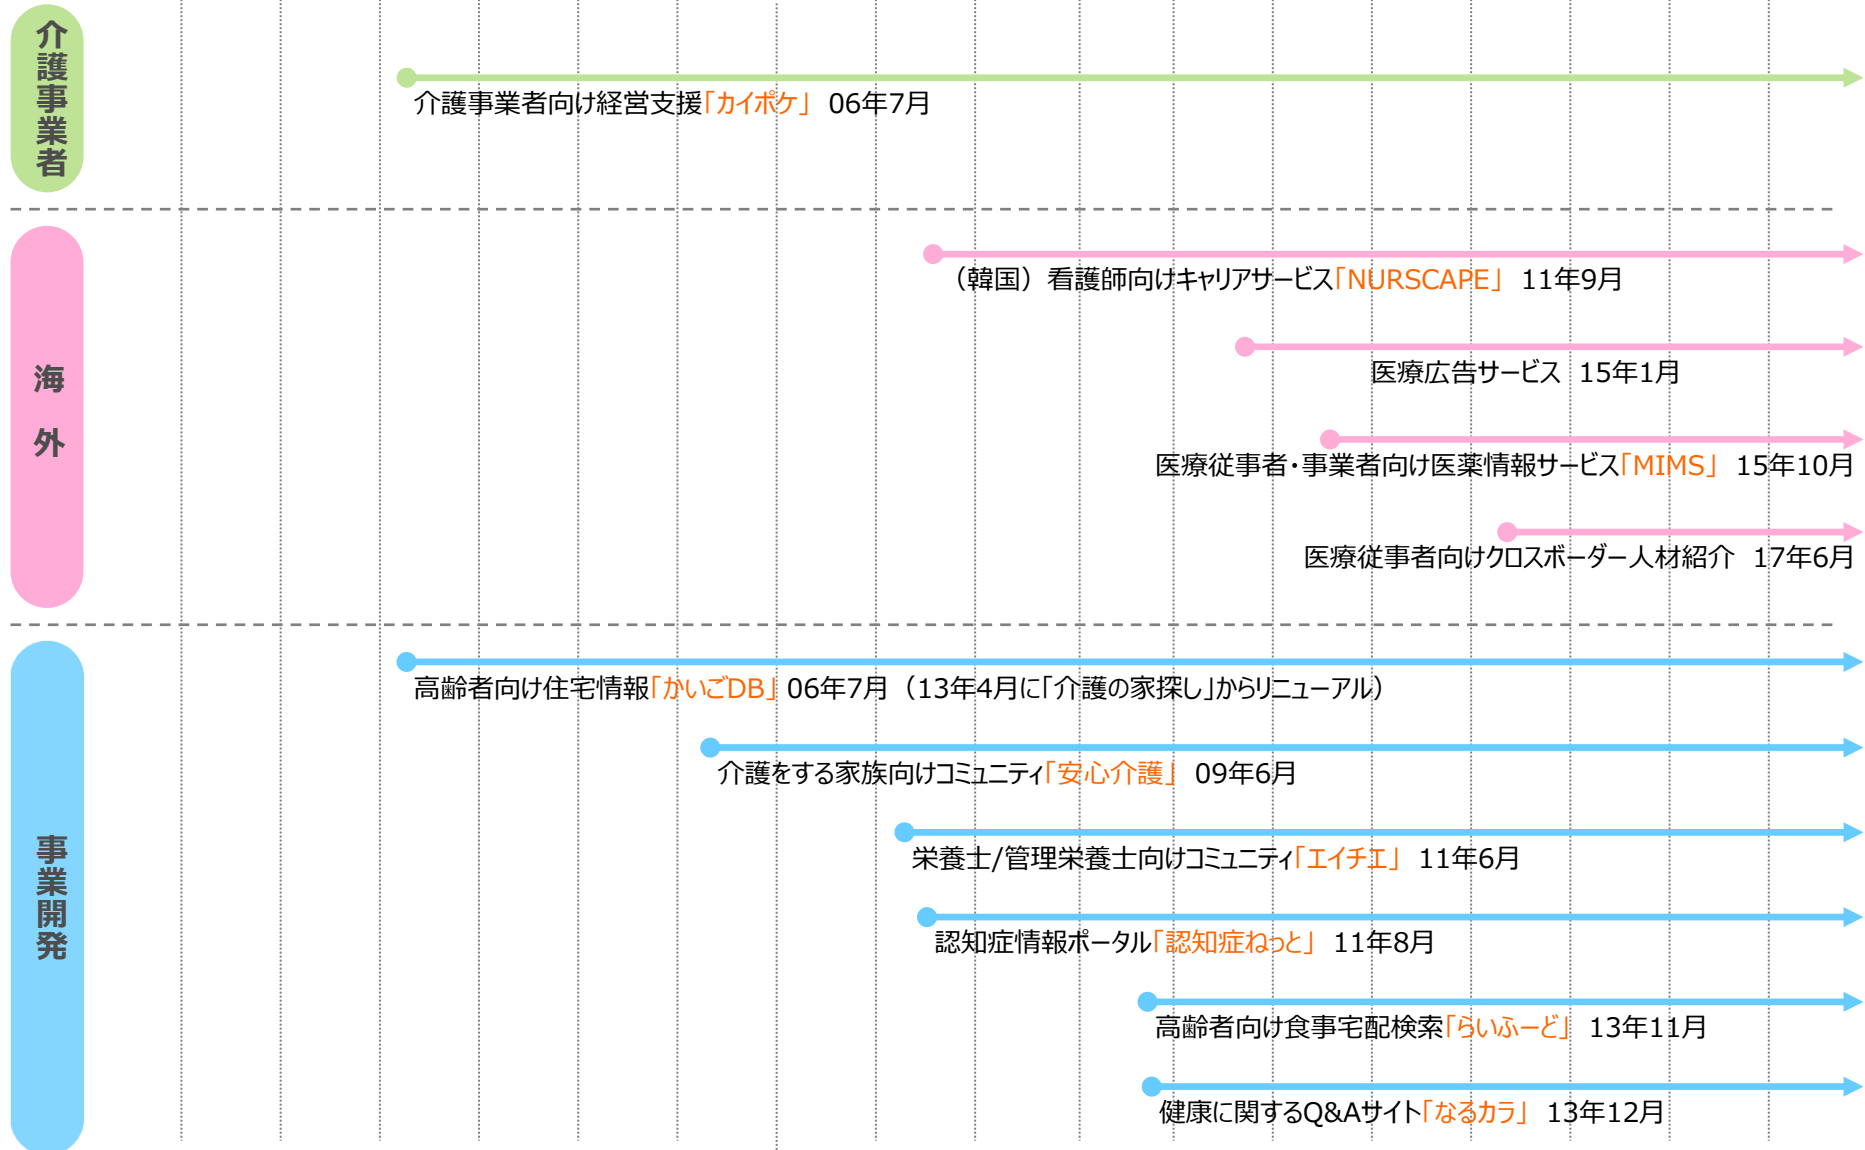 介護事業者
介護事業者向け経営支援「カイポケ」 06年7月
海外
（韓国）看護師向けキャリアサービス「NURSCAPE」 11年9月
医療広告サービス 15年1月
医療従事者・事業者向け医薬情報サービス「MIMS」 15年10月
医療従事者向けクロスボーダー人材紹介 17年6月
事業開発
高齢者向け住宅情報「かいごDB」06年7月（13年4月に「介護の家探し」からリニューアル）
介護をする家族向けコミュニティ「安心介護」 09年6月
栄養士/管理栄養士向けコミュニティ「エイチエ」 11年6月
認知症情報ポータル「認知症ねっと」 11年8月
高齢者向け食事宅配検索「らいふーど」 13年11月
健康に関するQ&Aサイト「なるカラ」 13年12月